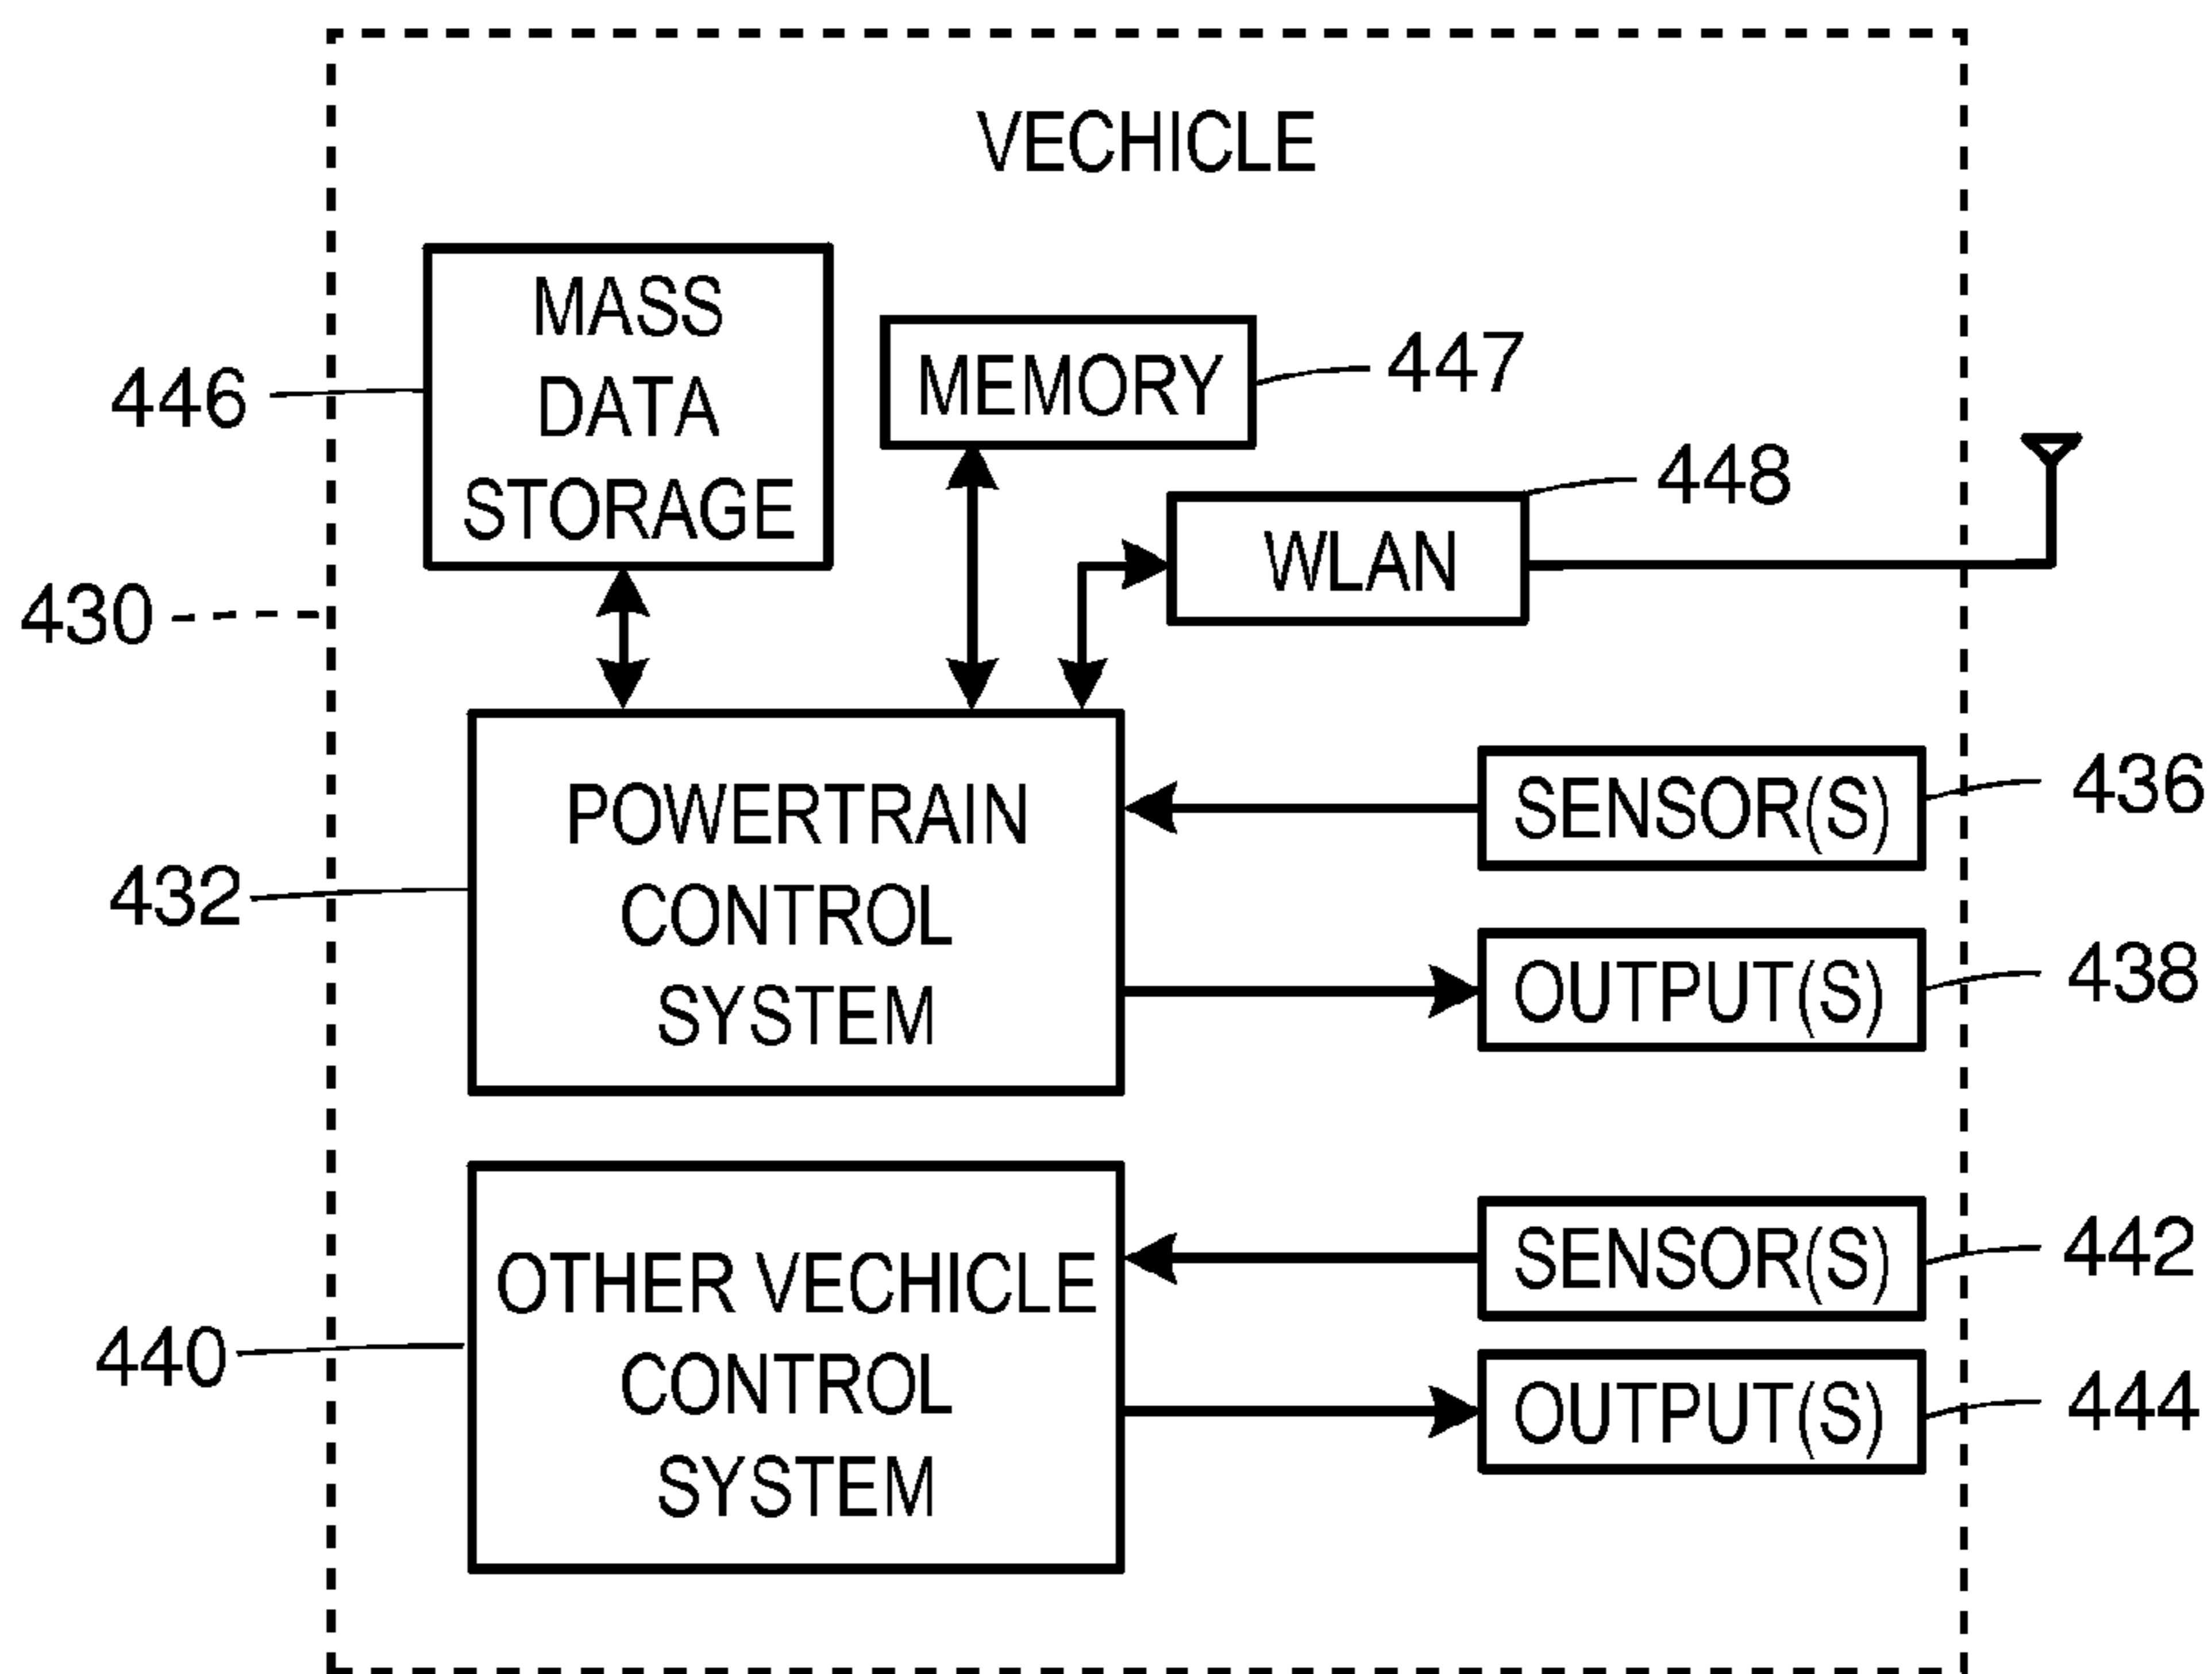 VECHICLE
MASS
DATA
STORAGE
446
MEMORY
447
WLAN
448
430
POWERTRAIN
CONTROL
SYSTEM
432
SENSOR(S)
436
OUTPUT(S)
438
OTHER VECHICLE
CONTROL
SYSTEM
440
SENSOR(S)
442
OUTPUT(S)
444